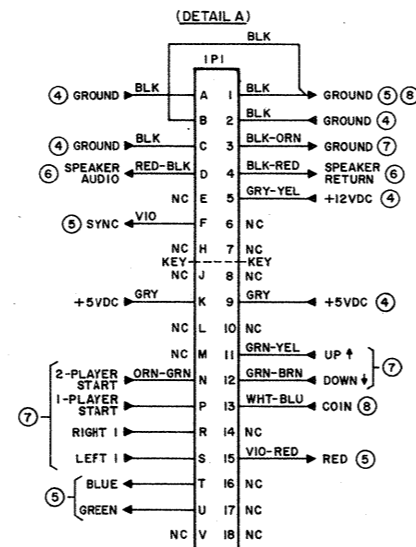 (DETAIL A)
BLK
1P1
④ GROUND BLK A 1 BLK GROUND ⑤ ⑧
B 2 BLK GROUND ④
④ GROUND BLK C 3 BLK-ORN GROUND ⑦
⑥ SPEAKER AUDIO RED-BLK D 4 BLK-RED SPEAKER RETURN ⑥
NC E 5 GRY-YEL +12VDC ④
⑤ SYNC VIO F 6 NC
NC H 7 NC
KEY KEY
NC J 8 NC
+5VDC GRY K 9 GRY +5VDC ④
NC L 10 NC
NC M 11 GRN-YEL UP ↑
2-PLAYER START ORN-GRN N 12 GRN-BRN DOWN ↓ ⑦
1-PLAYER START P 13 WHT-BLU COIN ⑧
⑦ RIGHT 1 R 14 NC
LEFT 1 S 15 VIO-RED RED ⑤
⑤ BLUE T 16 NC
GREEN U 17 NC
NC V 18 NC